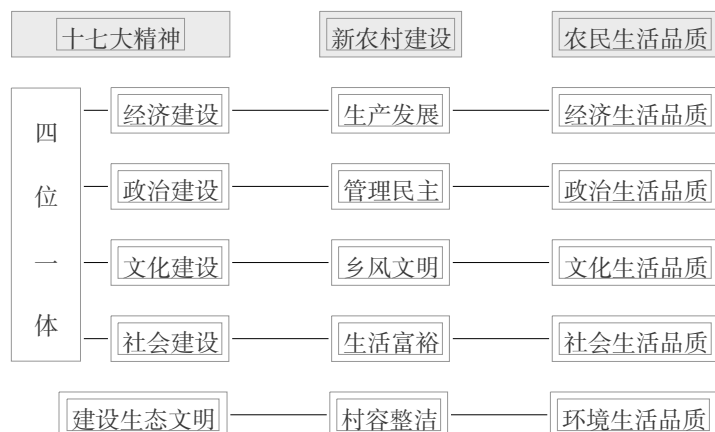 十七大精神 新农村建设 农民生活品质
四位一体
经济建设 生产发展 经济生活品质
政治建设 管理民主 政治生活品质
文化建设 乡风文明 文化生活品质
社会建设 生活富裕 社会生活品质
建设生态文明 村容整洁 环境生活品质